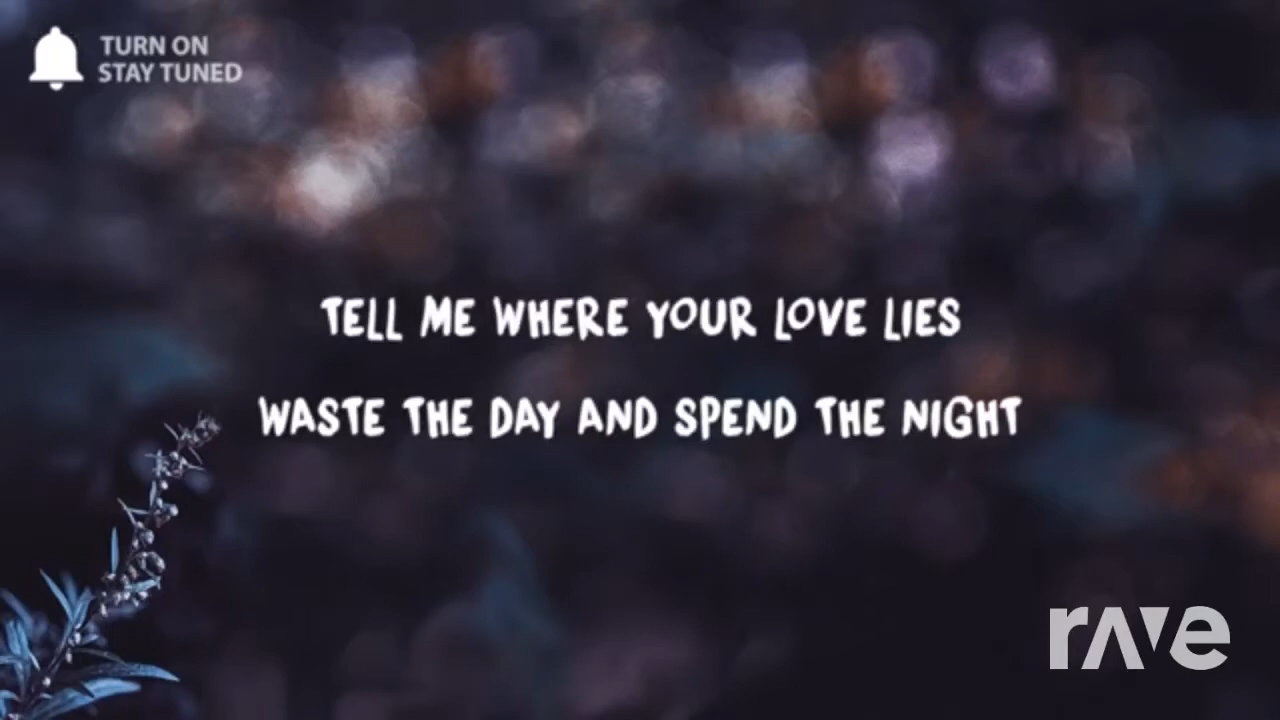 TURN ON
STAY TUNED
TELL ME WHERE YOUR LOVE LIES
WASTE THE DAY AND SPEND THE NIGHT
rave